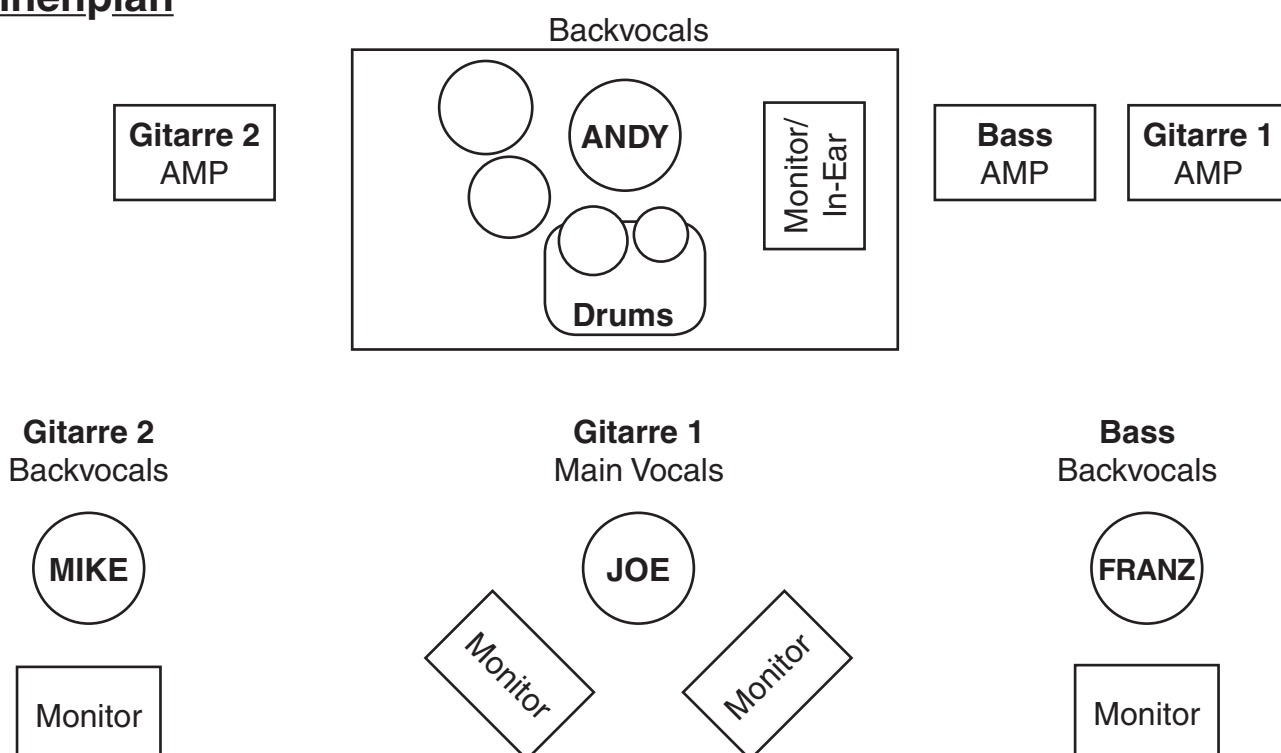 Backvocals
Gitarre 2
AMP
ANDY
Monitor/
In-Ear
Bass
AMP
Gitarre 1
AMP
Drums
Gitarre 2
Backvocals
Gitarre 1
Main Vocals
Bass
Backvocals
MIKE
JOE
FRANZ
Monitor
Monitor
Monitor
Monitor